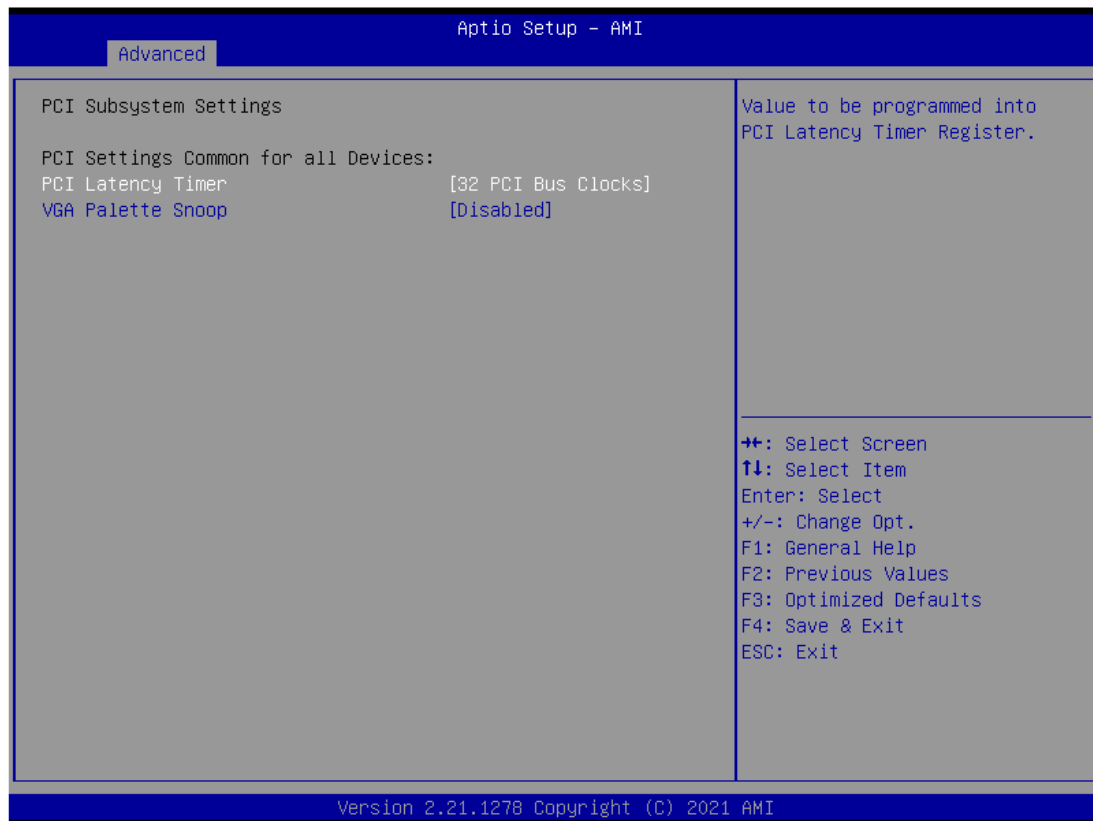 Aptio Setup – AMI
Advanced
PCI Subsystem Settings
PCI Settings Common for all Devices:
PCI Latency Timer [32 PCI Bus Clocks]
VGA Palette Snoop [Disabled]
Value to be programmed into
PCI Latency Timer Register.
→←: Select Screen
↑↓: Select Item
Enter: Select
+/-: Change Opt.
F1: General Help
F2: Previous Values
F3: Optimized Defaults
F4: Save & Exit
ESC: Exit
Version 2.21.1278 Copyright (C) 2021 AMI